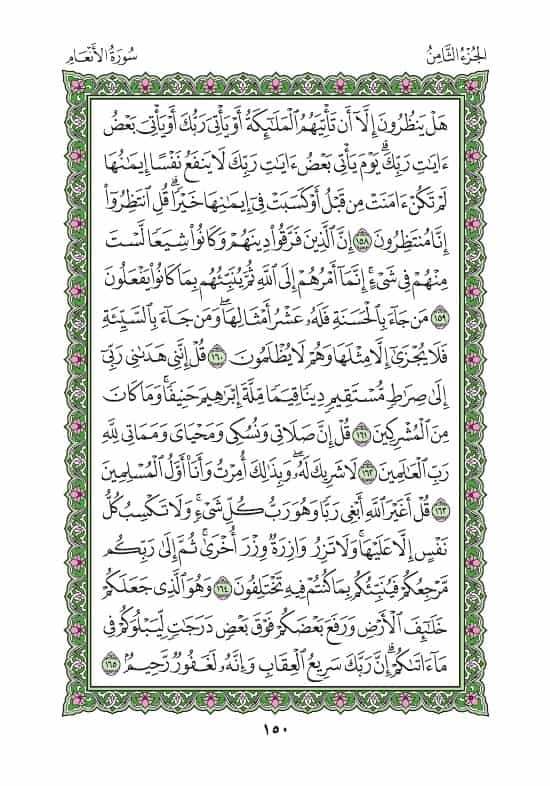 الجُزْءُ الثَّامِنُ
سُورَةُ الأَنْعَامِ
هَلْ يَنظُرُونَ إِلَّآ أَن تَأْتِيَهُمُ ٱلْمَلَٰٓئِكَةُ أَوْ يَأْتِىَ رَبُّكَ أَوْ يَأْتِىَ بَعْضُ
ءَايَٰتِ رَبِّكَۗ يَوْمَ يَأْتِى بَعْضُ ءَايَٰتِ رَبِّكَ لَا يَنفَعُ نَفْسًا إِيمَٰنُهَا
لَمْ تَكُنْ ءَامَنَتْ مِن قَبْلُ أَوْ كَسَبَتْ فِىٓ إِيمَٰنِهَا خَيْرًاۗ قُلِ ٱنتَظِرُوٓا۟
إِنَّا مُنتَظِرُونَ ١٥٨ إِنَّ ٱلَّذِينَ فَرَّقُوا۟ دِينَهُمْ وَكَانُوا۟ شِيَعًا لَّسْتَ
مِنْهُمْ فِى شَىْءٍۚ إِنَّمَآ أَمْرُهُمْ إِلَى ٱللَّهِ ثُمَّ يُنَبِّئُهُم بِمَا كَانُوا۟ يَفْعَلُونَ
١٥٩ مَن جَآءَ بِٱلْحَسَنَةِ فَلَهُۥ عَشْرُ أَمْثَالِهَاۖ وَمَن جَآءَ بِٱلسَّيِّئَةِ
فَلَا يُجْزَىٰٓ إِلَّا مِثْلَهَا وَهُمْ لَا يُظْلَمُونَ ١٦٠ قُلْ إِنَّنِى هَدَىٰنِى رَبِّىٓ
إِلَىٰ صِرَٰطٍ مُّسْتَقِيمٍ دِينًا قِيَمًا مِّلَّةَ إِبْرَٰهِيمَ حَنِيفًاۚ وَمَا كَانَ
مِنَ ٱلْمُشْرِكِينَ ١٦١ قُلْ إِنَّ صَلَاتِى وَنُسُكِى وَمَحْيَاىَ وَمَمَاتِى لِلَّهِ
رَبِّ ٱلْعَٰلَمِينَ ١٦٢ لَا شَرِيكَ لَهُۥۖ وَبِذَٰلِكَ أُمِرْتُ وَأَنَا۠ أَوَّلُ ٱلْمُسْلِمِينَ
١٦٣ قُلْ أَغَيْرَ ٱللَّهِ أَبْغِى رَبًّا وَهُوَ رَبُّ كُلِّ شَىْءٍۚ وَلَا تَكْسِبُ كُلُّ
نَفْسٍ إِلَّا عَلَيْهَاۚ وَلَا تَزِرُ وَازِرَةٌ وِزْرَ أُخْرَىٰۚ ثُمَّ إِلَىٰ رَبِّكُم
مَّرْجِعُكُمْ فَيُنَبِّئُكُم بِمَا كُنتُمْ فِيهِ تَخْتَلِفُونَ ١٦٤ وَهُوَ ٱلَّذِى جَعَلَكُمْ
خَلَٰٓئِفَ ٱلْأَرْضِ وَرَفَعَ بَعْضَكُمْ فَوْقَ بَعْضٍ دَرَجَٰتٍ لِّيَبْلُوَكُمْ فِى
مَآ ءَاتَىٰكُمْۗ إِنَّ رَبَّكَ سَرِيعُ ٱلْعِقَابِ وَإِنَّهُۥ لَغَفُورٌ رَّحِيمٌۢ ١٦٥
١٥٠